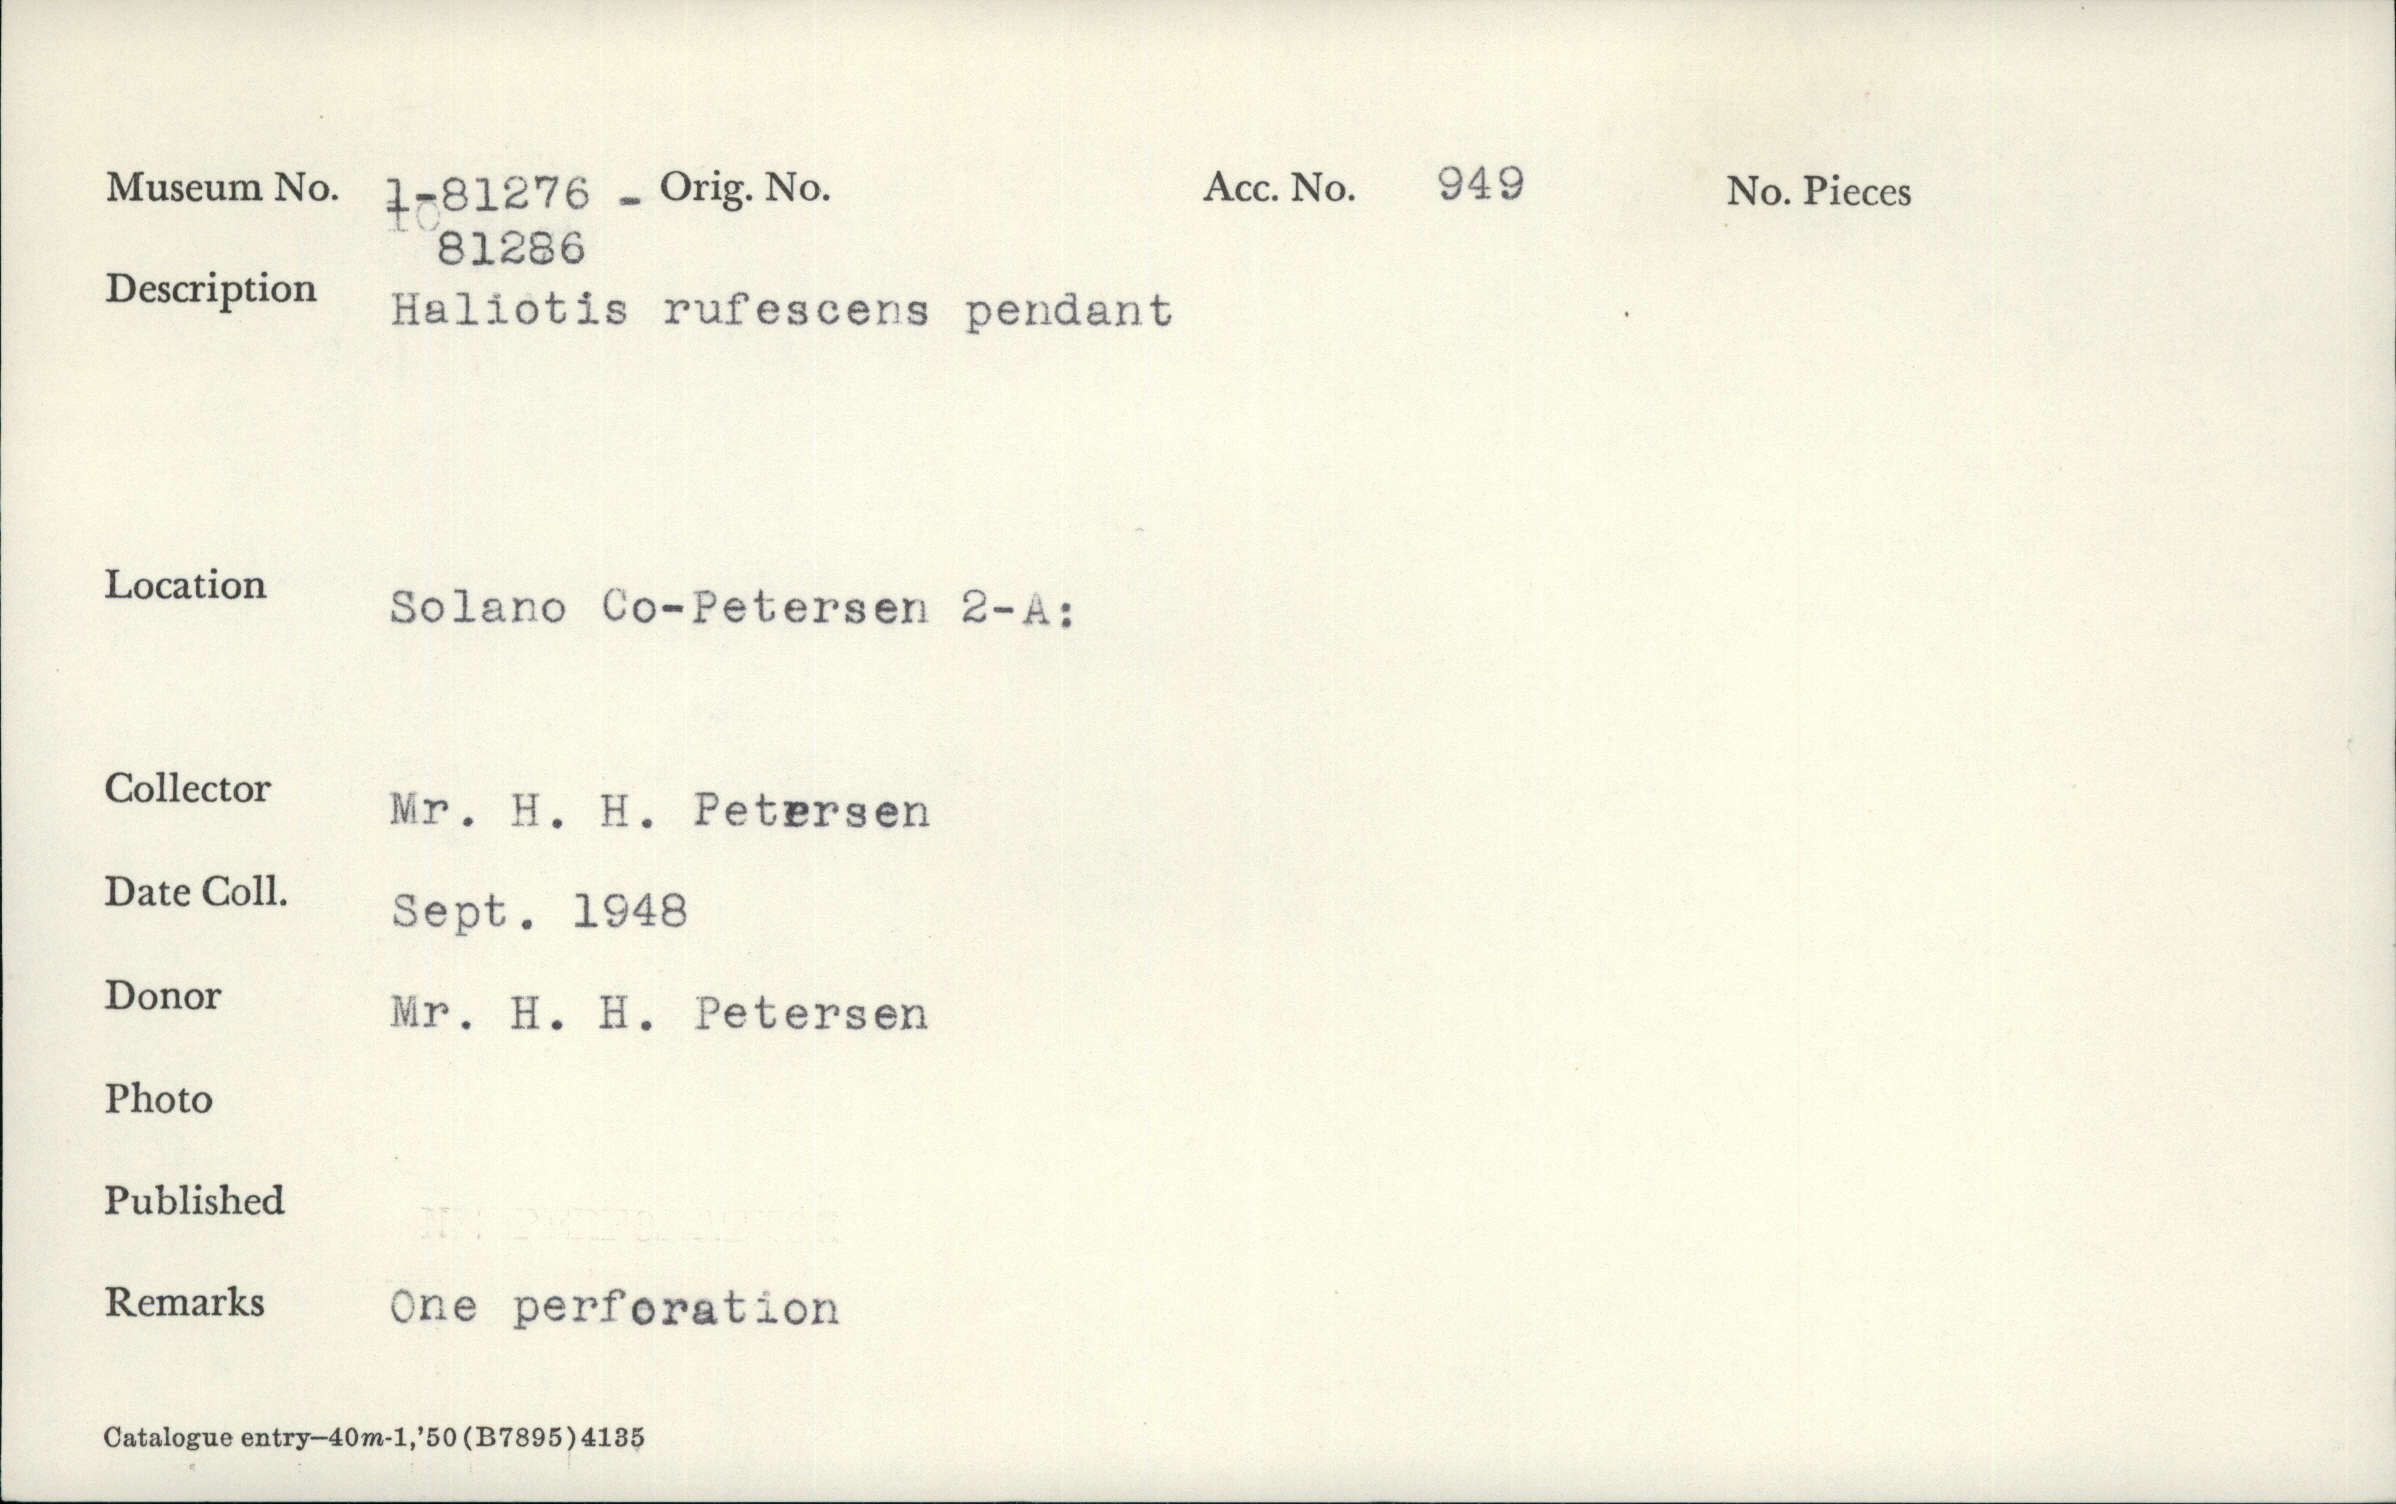 Museum No. 1-81276 - Orig. No. Acc. No. 949 No. Pieces
81286
Description Haliotis rufescens pendant
Location Solano Co-Petersen 2-A:
Collector Mr. H. H. Petersen
Date Coll. Sept. 1948
Donor Mr. H. H. Petersen
Photo
Published
Remarks One perforation
Catalogue entry—40m-1,'50(B7895)4135